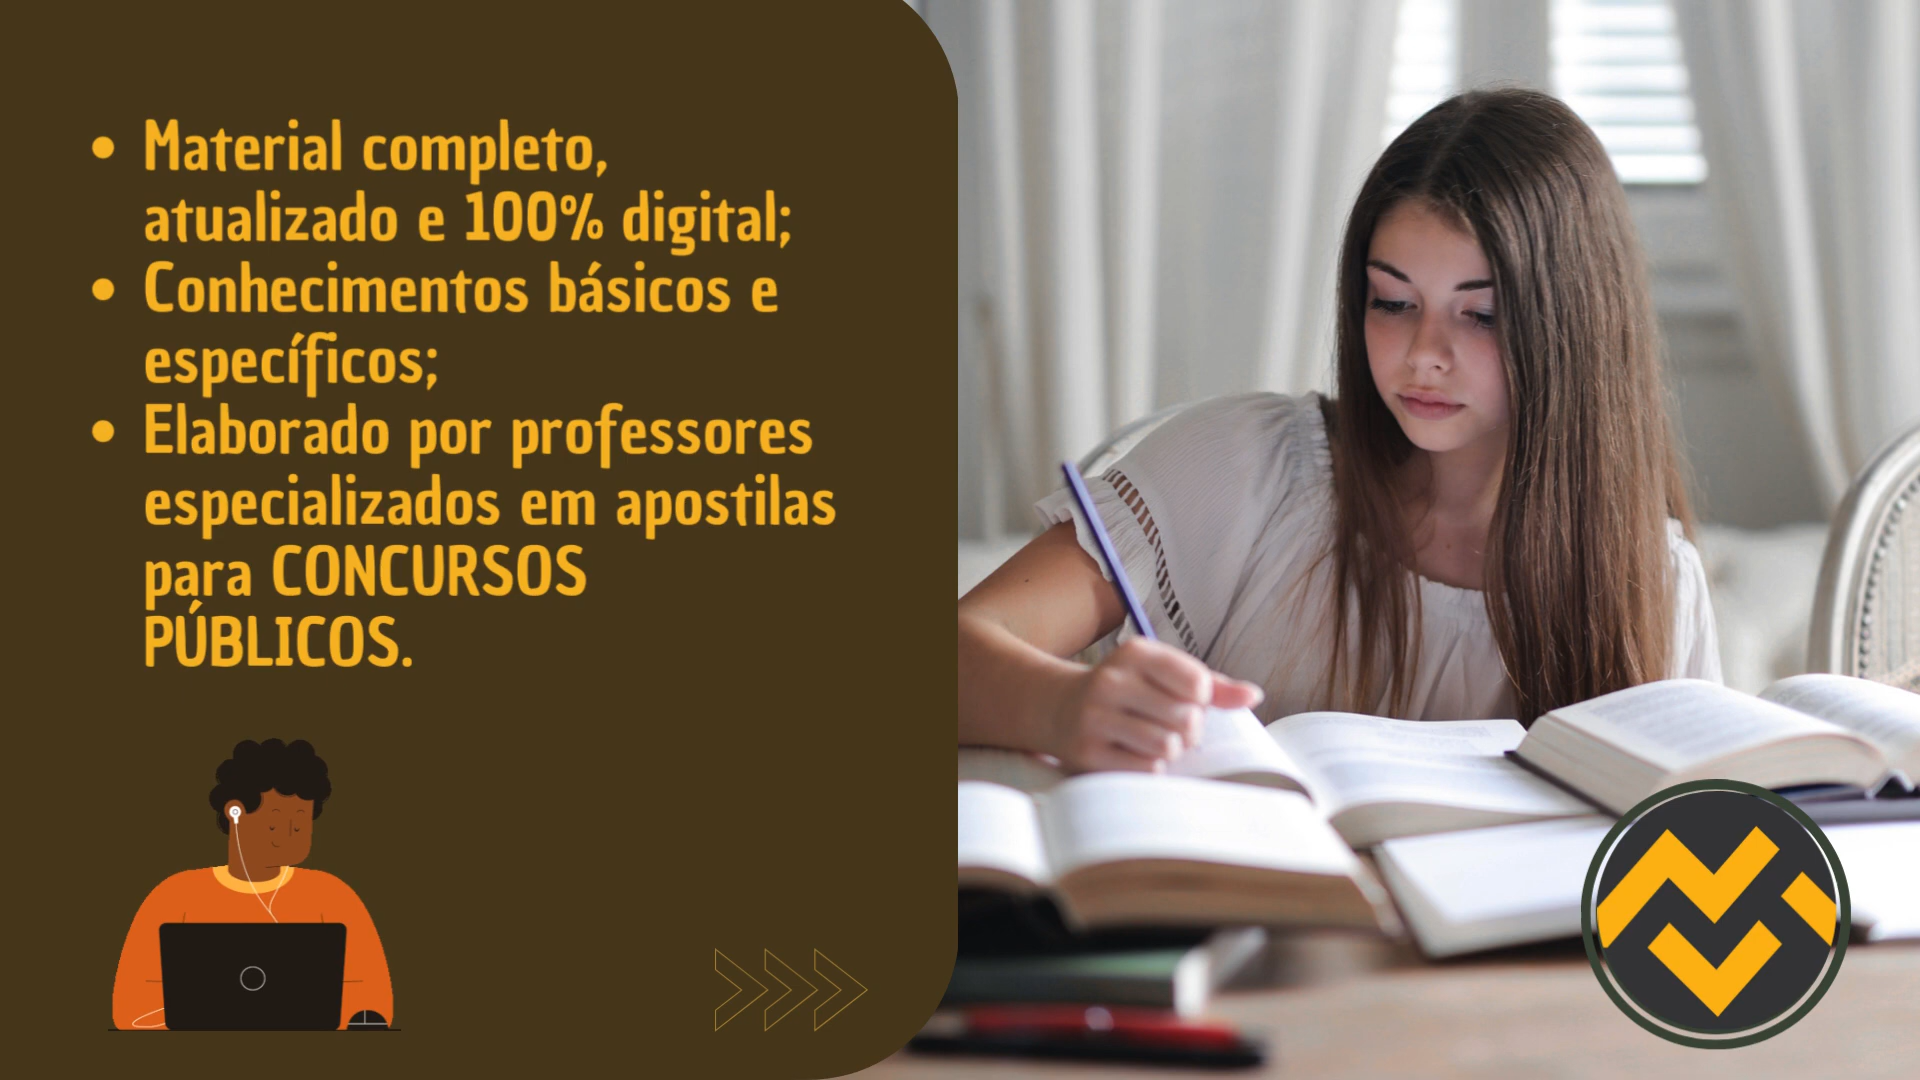 • Material completo,
atualizado e 100% digital;
• Conhecimentos básicos e
específicos;
• Elaborado por professores
especializados em apostilas
para CONCURSOS
PÚBLICOS.